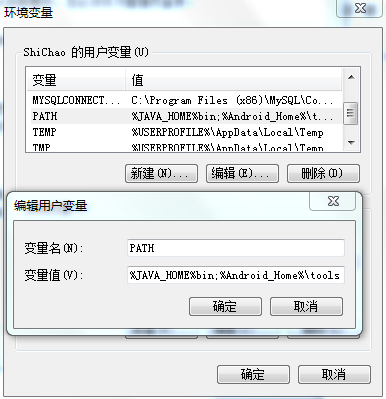 环境变量
ShiChao 的用户变量(U)
变量 值
MYSQLCONNECT... C:\Program Files (x86)\MySQL\Co...
PATH %JAVA_HOME%bin;%Android_Home%\t...
TEMP %USERPROFILE%\AppData\Local\Temp
TMP %USERPROFILE%\AppData\Local\Temp
新建(N)... 编辑(E)... 删除(D)
编辑用户变量
变量名(N): PATH
变量值(V): %JAVA_HOME%bin;%Android_Home%\tools
确定 取消
确定 取消